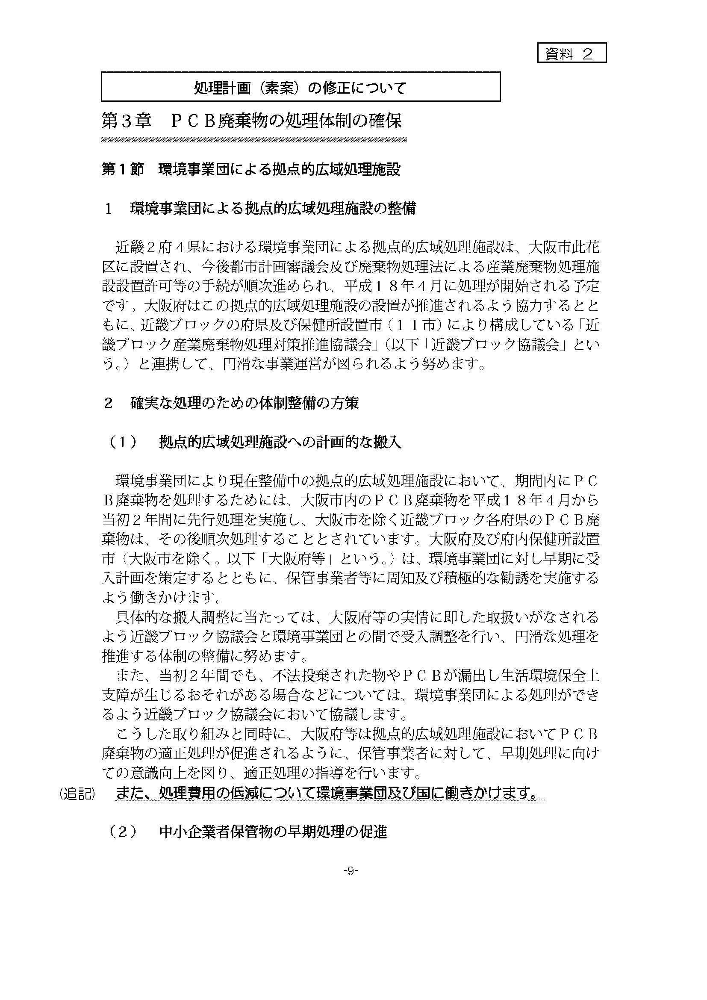 資料 ２
処理計画（素案）の修正について
第３章　ＰＣＢ廃棄物の処理体制の確保
第１節　環境事業団による拠点的広域処理施設
１　環境事業団による拠点的広域処理施設の整備
　近畿２府４県における環境事業団による拠点的広域処理施設は、大阪市此花
区に設置され、今後都市計画審議会及び廃棄物処理法による産業廃棄物処理施
設設置許可等の手続が順次進められ、平成１８年４月に処理が開始される予定
です。大阪府はこの拠点的広域処理施設の設置が推進されるよう協力するとと
もに、近畿ブロックの府県及び保健所設置市（１１市）により構成している「近
畿ブロック産業廃棄物処理対策推進協議会」（以下「近畿ブロック協議会」とい
う。）と連携して、円滑な事業運営が図られるよう努めます。
２　確実な処理のための体制整備の方策
（１）　拠点的広域処理施設への計画的な搬入
　環境事業団により現在整備中の拠点的広域処理施設において、期間内にＰＣ
Ｂ廃棄物を処理するためには、大阪市内のＰＣＢ廃棄物を平成１８年４月から
当初２年間に先行処理を実施し、大阪市を除く近畿ブロック各府県のＰＣＢ廃
棄物は、その後順次処理することとされています。大阪府及び府内保健所設置
市（大阪市を除く。以下「大阪府等」という。）は、環境事業団に対し早期に受
入計画を策定するとともに、保管事業者等に周知及び積極的な勧誘を実施する
よう働きかけます。
　具体的な搬入調整に当たっては、大阪府等の実情に即した取扱いがなされる
よう近畿ブロック協議会と環境事業団との間で受入調整を行い、円滑な処理を
推進する体制の整備に努めます。
　また、当初２年間でも、不法投棄された物やＰＣＢが漏出し生活環境保全上
支障が生じるおそれがある場合などについては、環境事業団による処理ができ
るよう近畿ブロック協議会において協議します。
　こうした取り組みと同時に、大阪府等は拠点的広域処理施設においてＰＣＢ
廃棄物の適正処理が促進されるように、保管事業者に対して、早期処理に向け
ての意識向上を図り、適正処理の指導を行います。
（追記）　また、処理費用の低減について環境事業団及び国に働きかけます。
（２）　中小企業者保管物の早期処理の促進
-9-